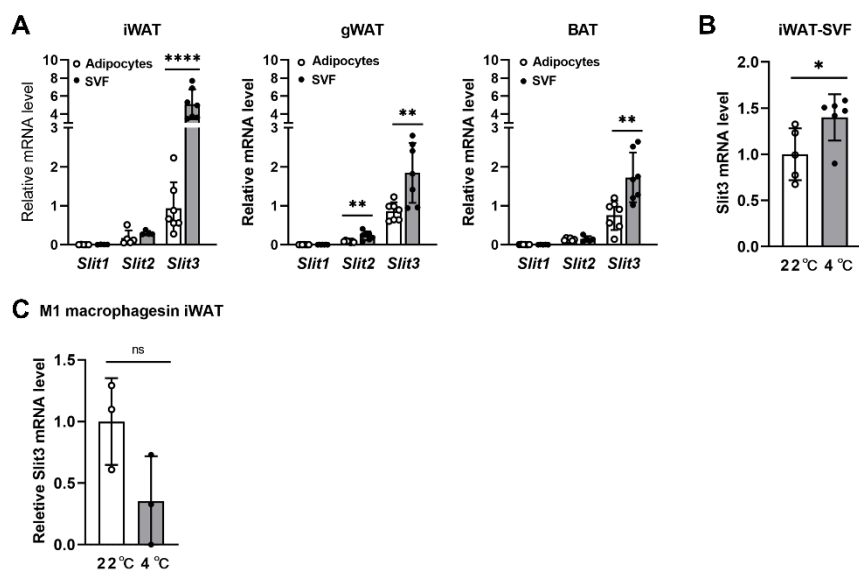 A
iWAT
Relative mRNA level
10
8
6
4
3
2
1
0
Adipocytes
SVF
****
Slit1 Slit2 Slit3
gWAT
Relative mRNA level
10
8
6
4
3
2
1
0
Adipocytes
SVF
**
**
Slit1 Slit2 Slit3
BAT
Relative mRNA level
10
8
6
4
3
2
1
0
Adipocytes
SVF
**
Slit1 Slit2 Slit3
B
iWAT-SVF
Slit3 mRNA level
2.0
1.5
1.0
0.5
0.0
*
22°C 4°C
C M1 macrophagesin iWAT
Reletive Slit3 mRNA level
1.5
1.0
0.5
0.0
ns
22°C 4°C